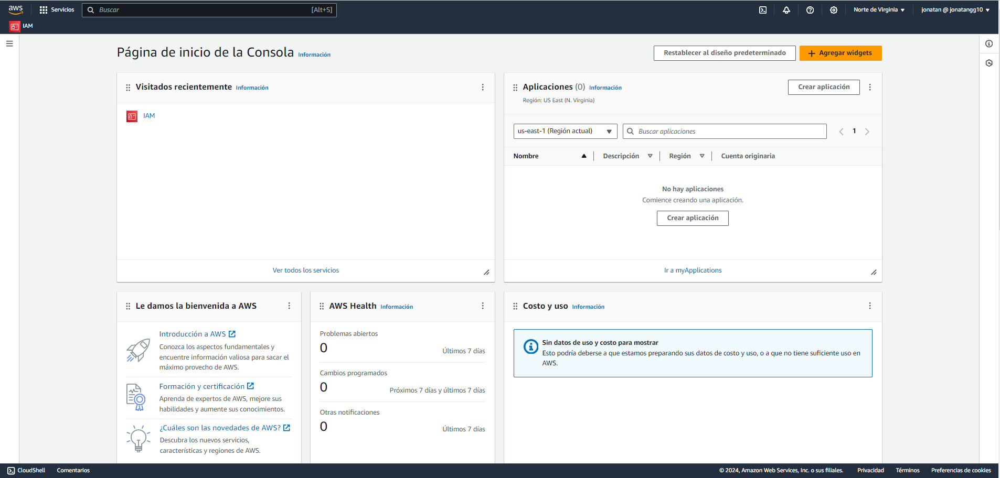 aws
Servicios
Buscar
[Alt+S]
Norte de Virginia
jonatan @ jonatangg10
IAM
Página de inicio de la Consola
Información
Restablecer al diseño predeterminado
Agregar widgets
Visitados recientemente
Información
IAM
Ver todos los servicios
Aplicaciones (0)
Información
Región: US East (N. Virginia)
Crear aplicación
us-east-1 (Región actual)
Buscar aplicaciones
1
Nombre
Descripción
Región
Cuenta originaria
No hay aplicaciones
Comience creando una aplicación.
Crear aplicación
Ir a myApplications
Le damos la bienvenida a AWS
Introducción a AWS
Conozca los aspectos fundamentales y
encuentre información valiosa para sacar el
máximo provecho de AWS.
Formación y certificación
Aprenda de expertos de AWS, mejore sus
habilidades y aumente sus conocimientos.
¿Cuáles son las novedades de AWS?
Descubra los nuevos servicios,
características y regiones de AWS.
AWS Health
Información
Problemas abiertos
0
Últimos 7 días
Cambios programados
0
Próximos 7 días y últimos 7 días
Otras notificaciones
0
Últimos 7 días
Costo y uso
Información
Sin datos de uso y costo para mostrar
Esto podría deberse a que estamos preparando sus datos de costo y uso, o a que no tiene suficiente uso en
AWS.
CloudShell
Comentarios
© 2024, Amazon Web Services, Inc. o sus filiales.
Privacidad
Términos
Preferencias de cookies